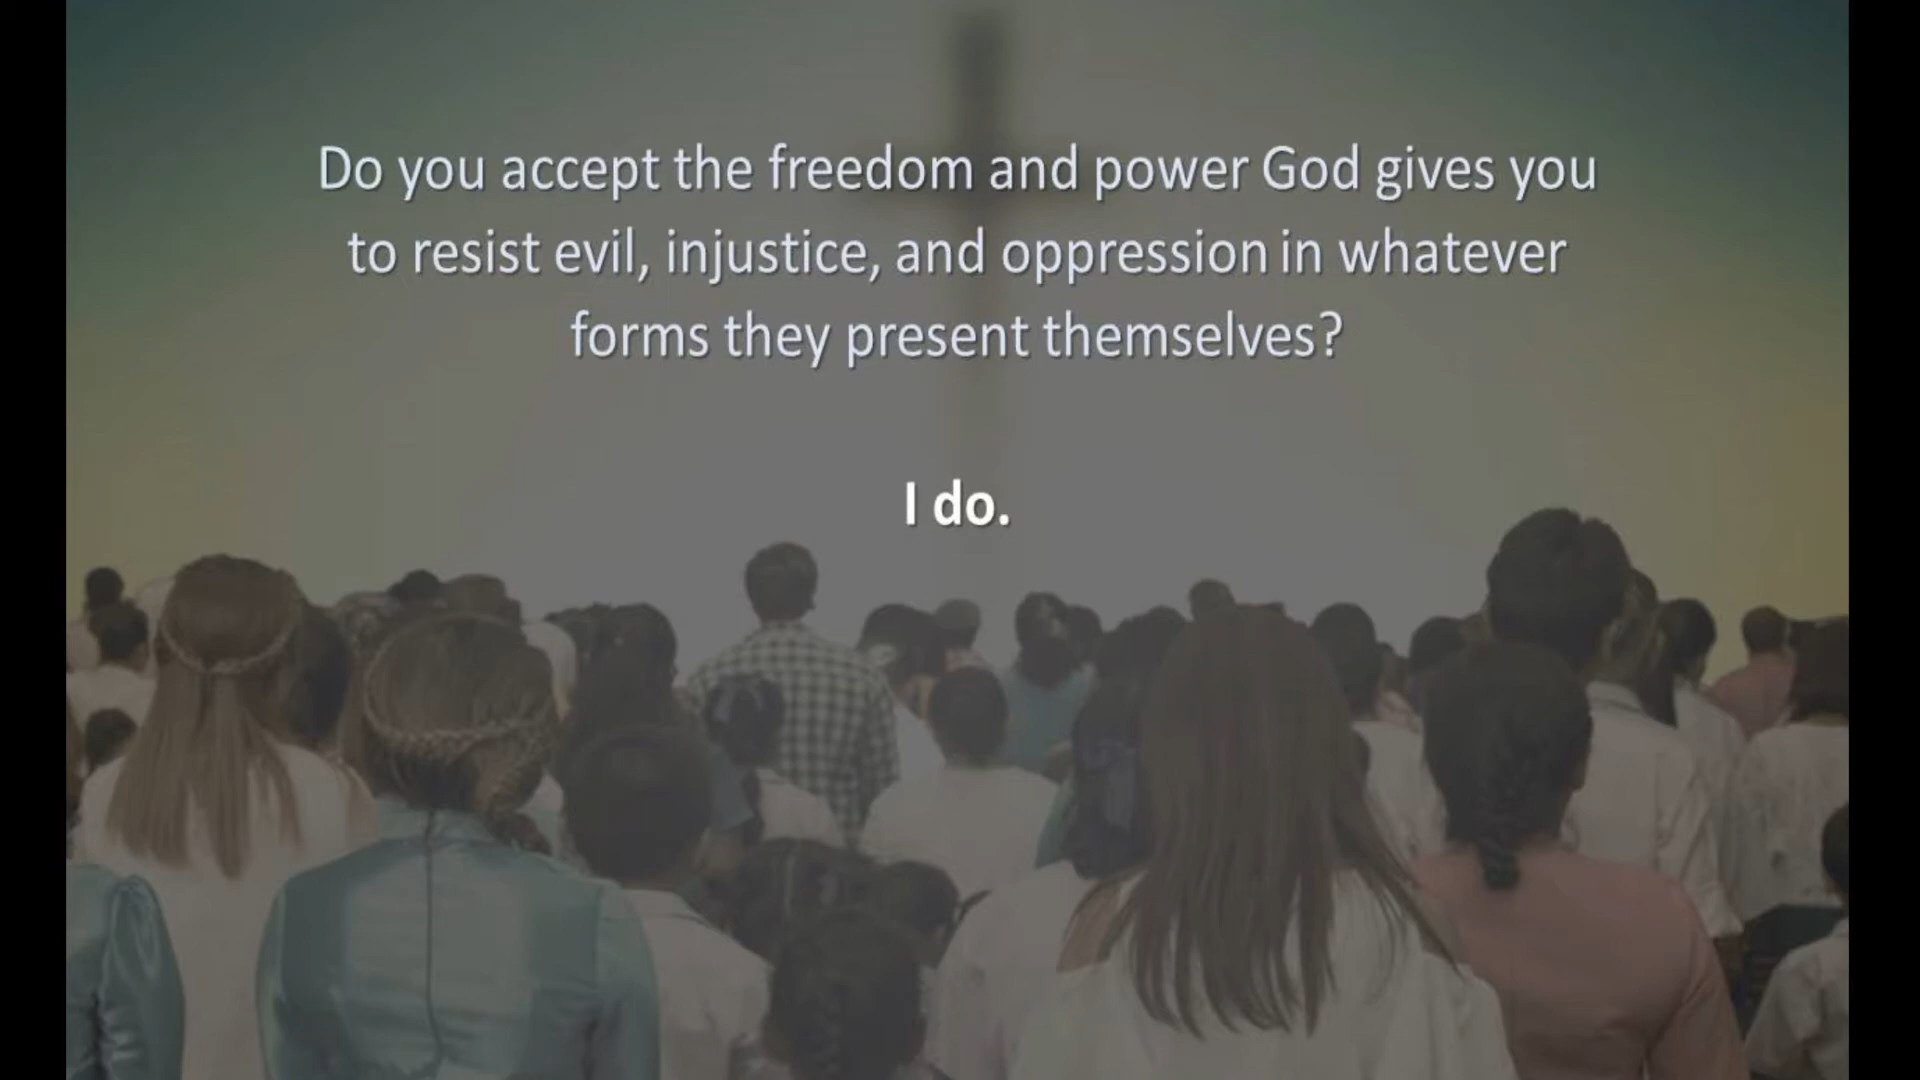 Do you accept the freedom and power God gives you
to resist evil, injustice, and oppression in whatever
forms they present themselves?
I do.